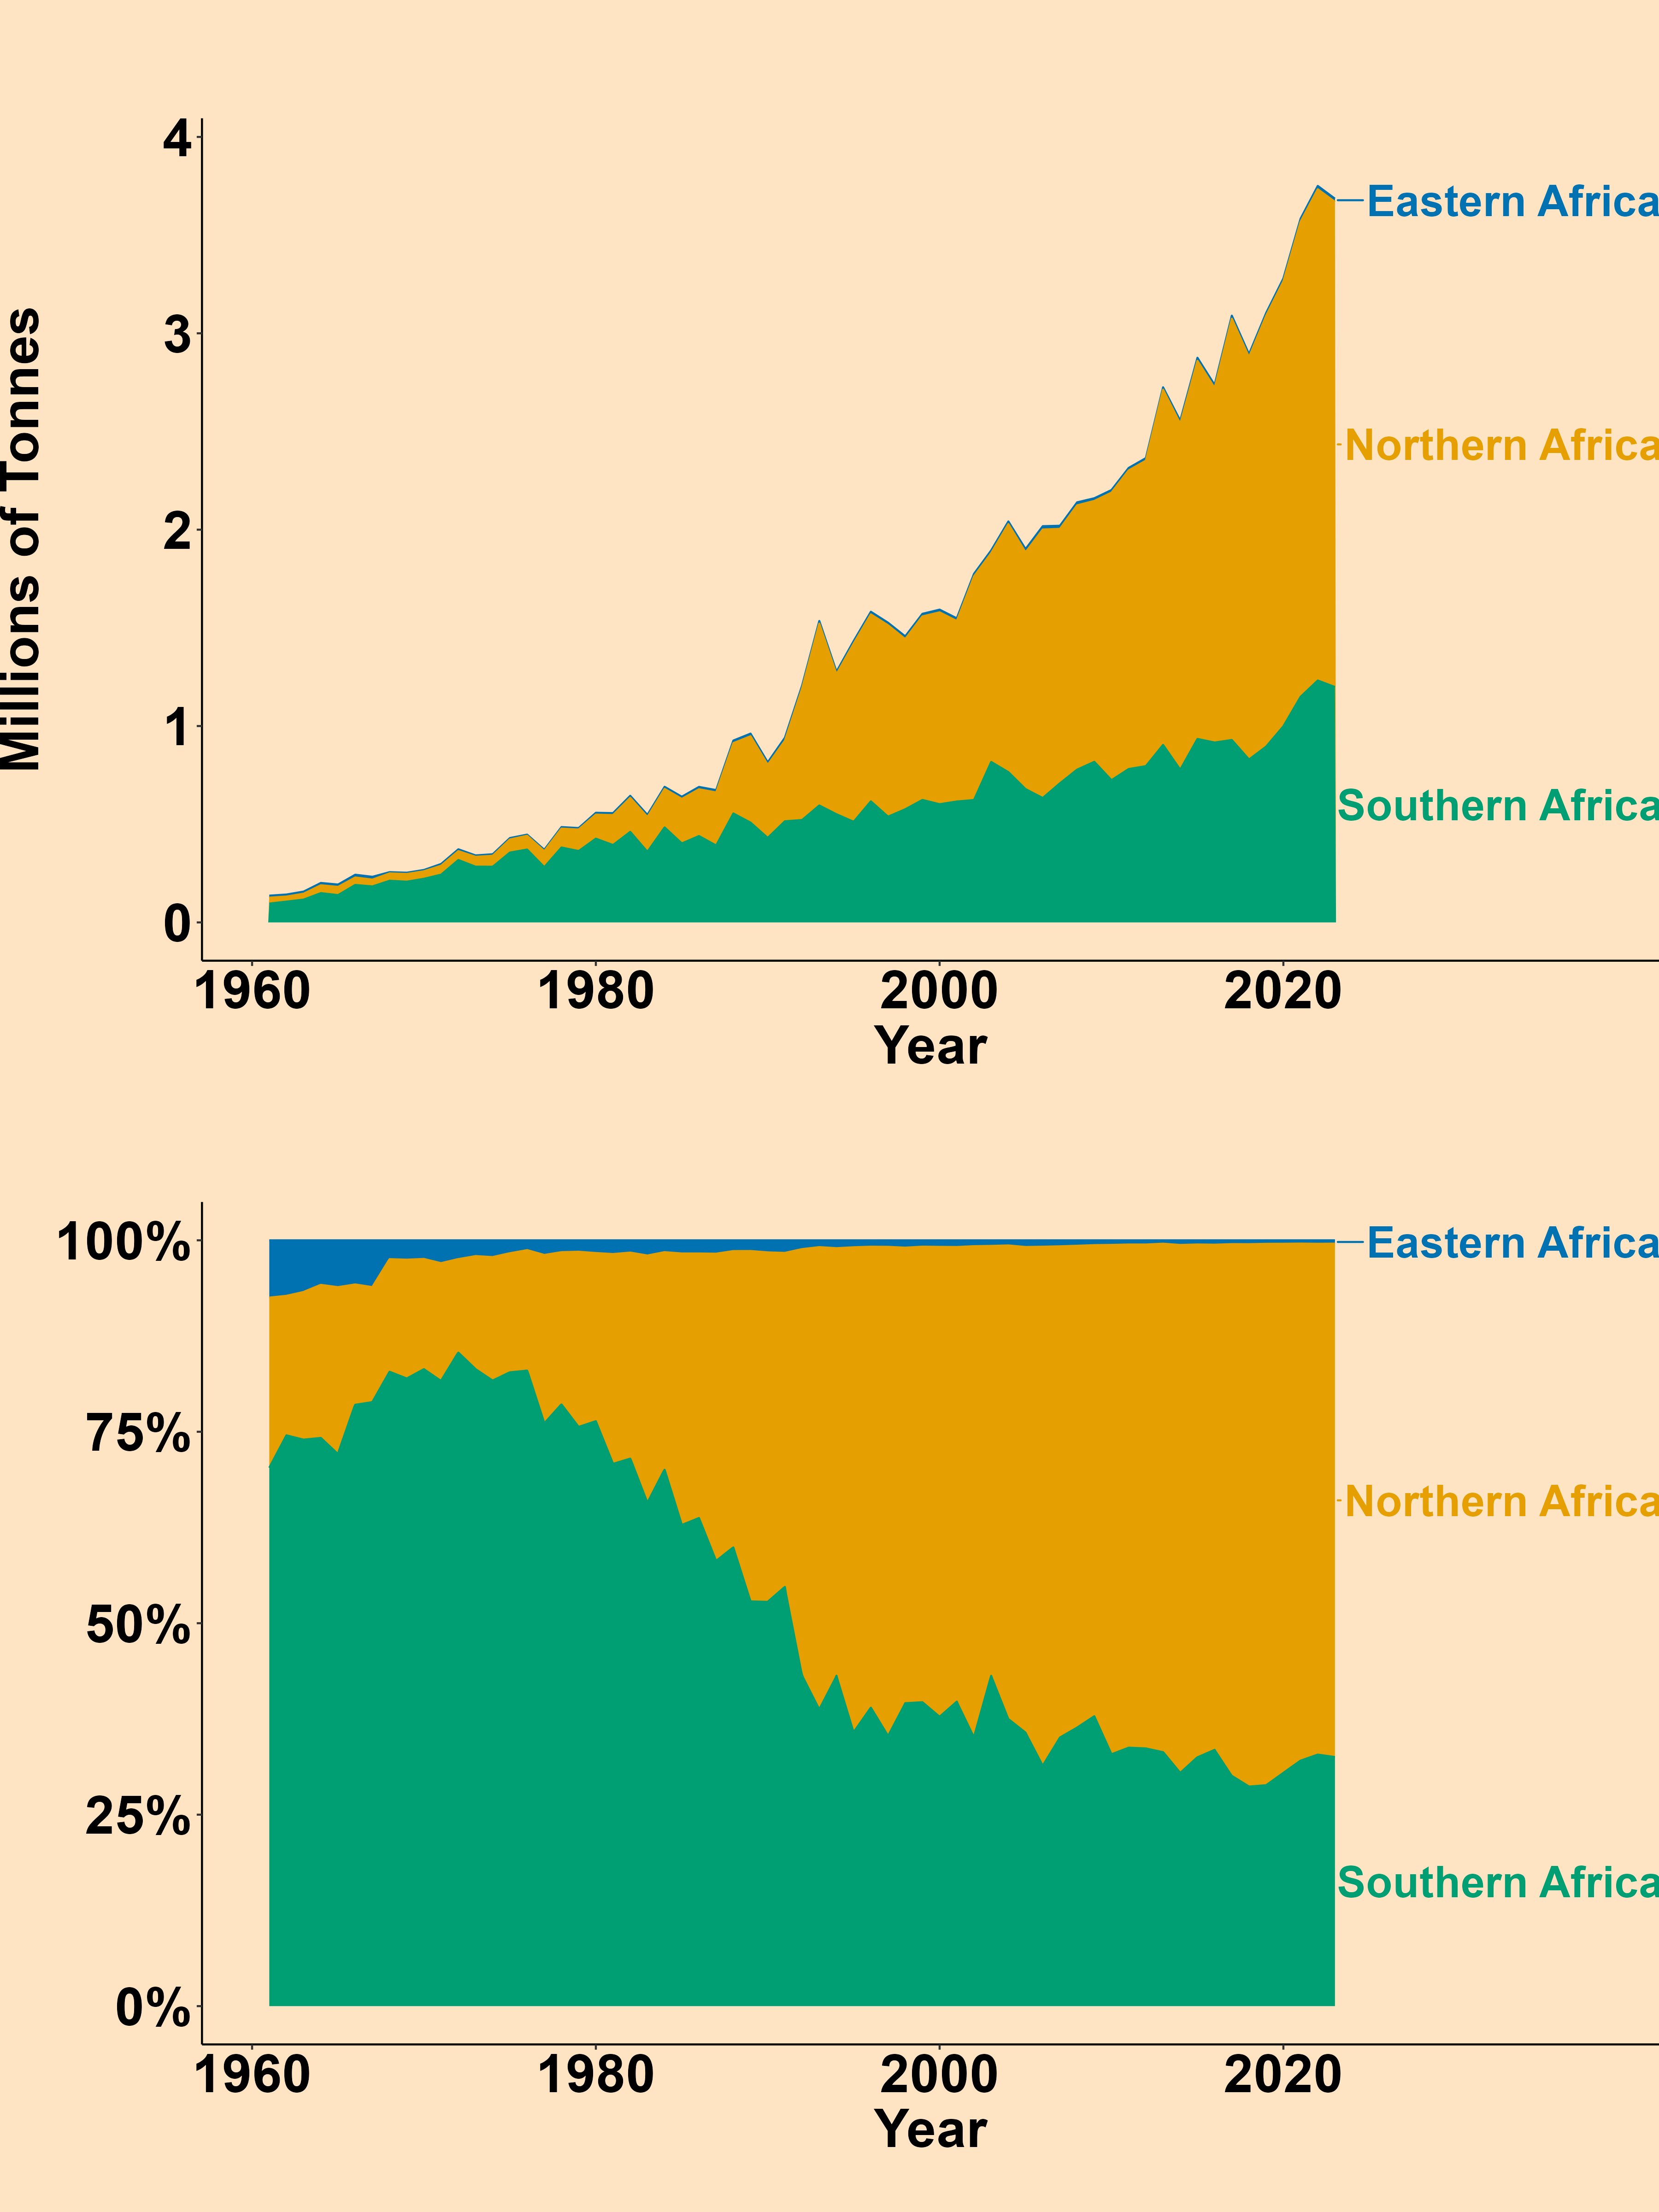 4
Eastern Africa
3
Northern Africa
2
Millions of Tonnes
1
Southern Africa
0
1960 1980 2000 2020
Year
100%
Eastern Africa
75%
Northern Africa
50%
25%
Southern Africa
0%
1960 1980 2000 2020
Year